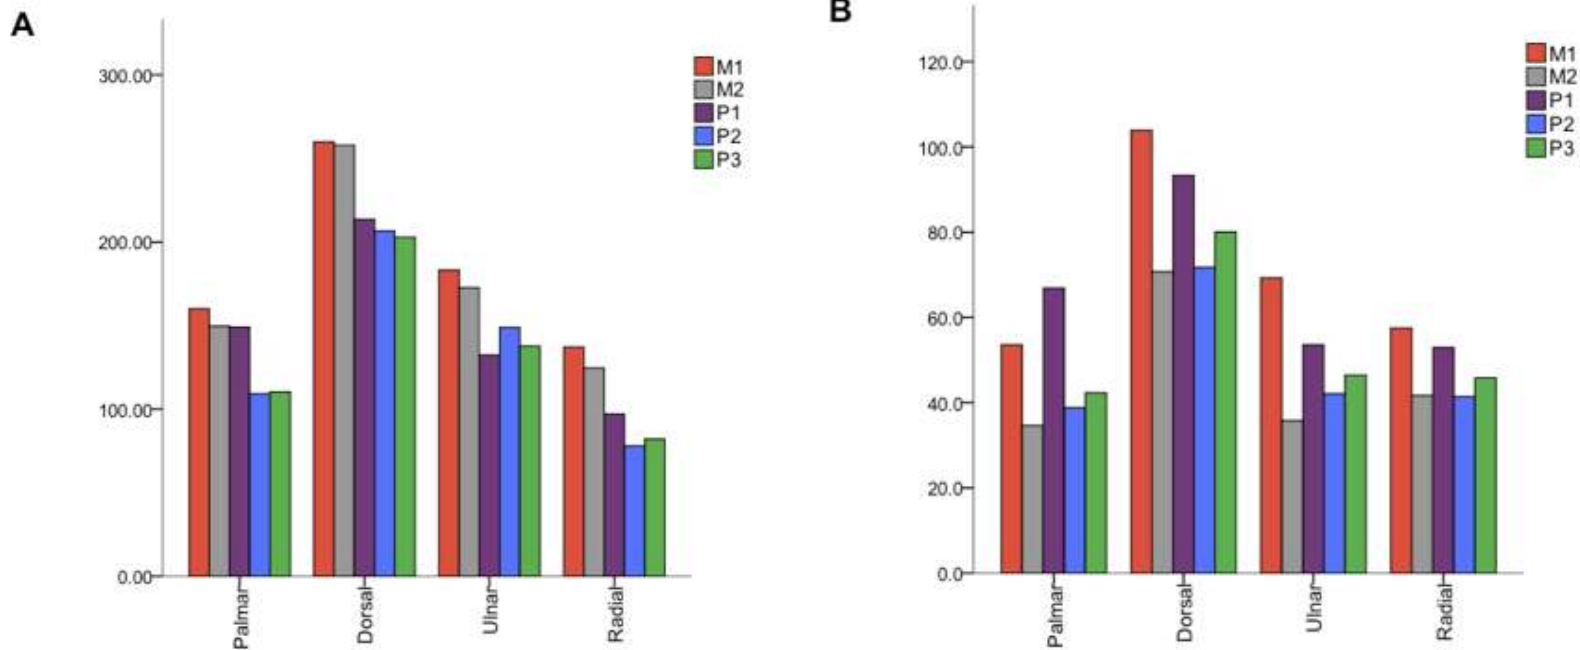 A
300.00
200.00
100.00
0.00
Palmar
Dorsal
Ulnar
Radial
M1
M2
P1
P2
P3
B
120.0
100.0
80.0
60.0
40.0
20.0
0.0
Palmar
Dorsal
Ulnar
Radial
M1
M2
P1
P2
P3